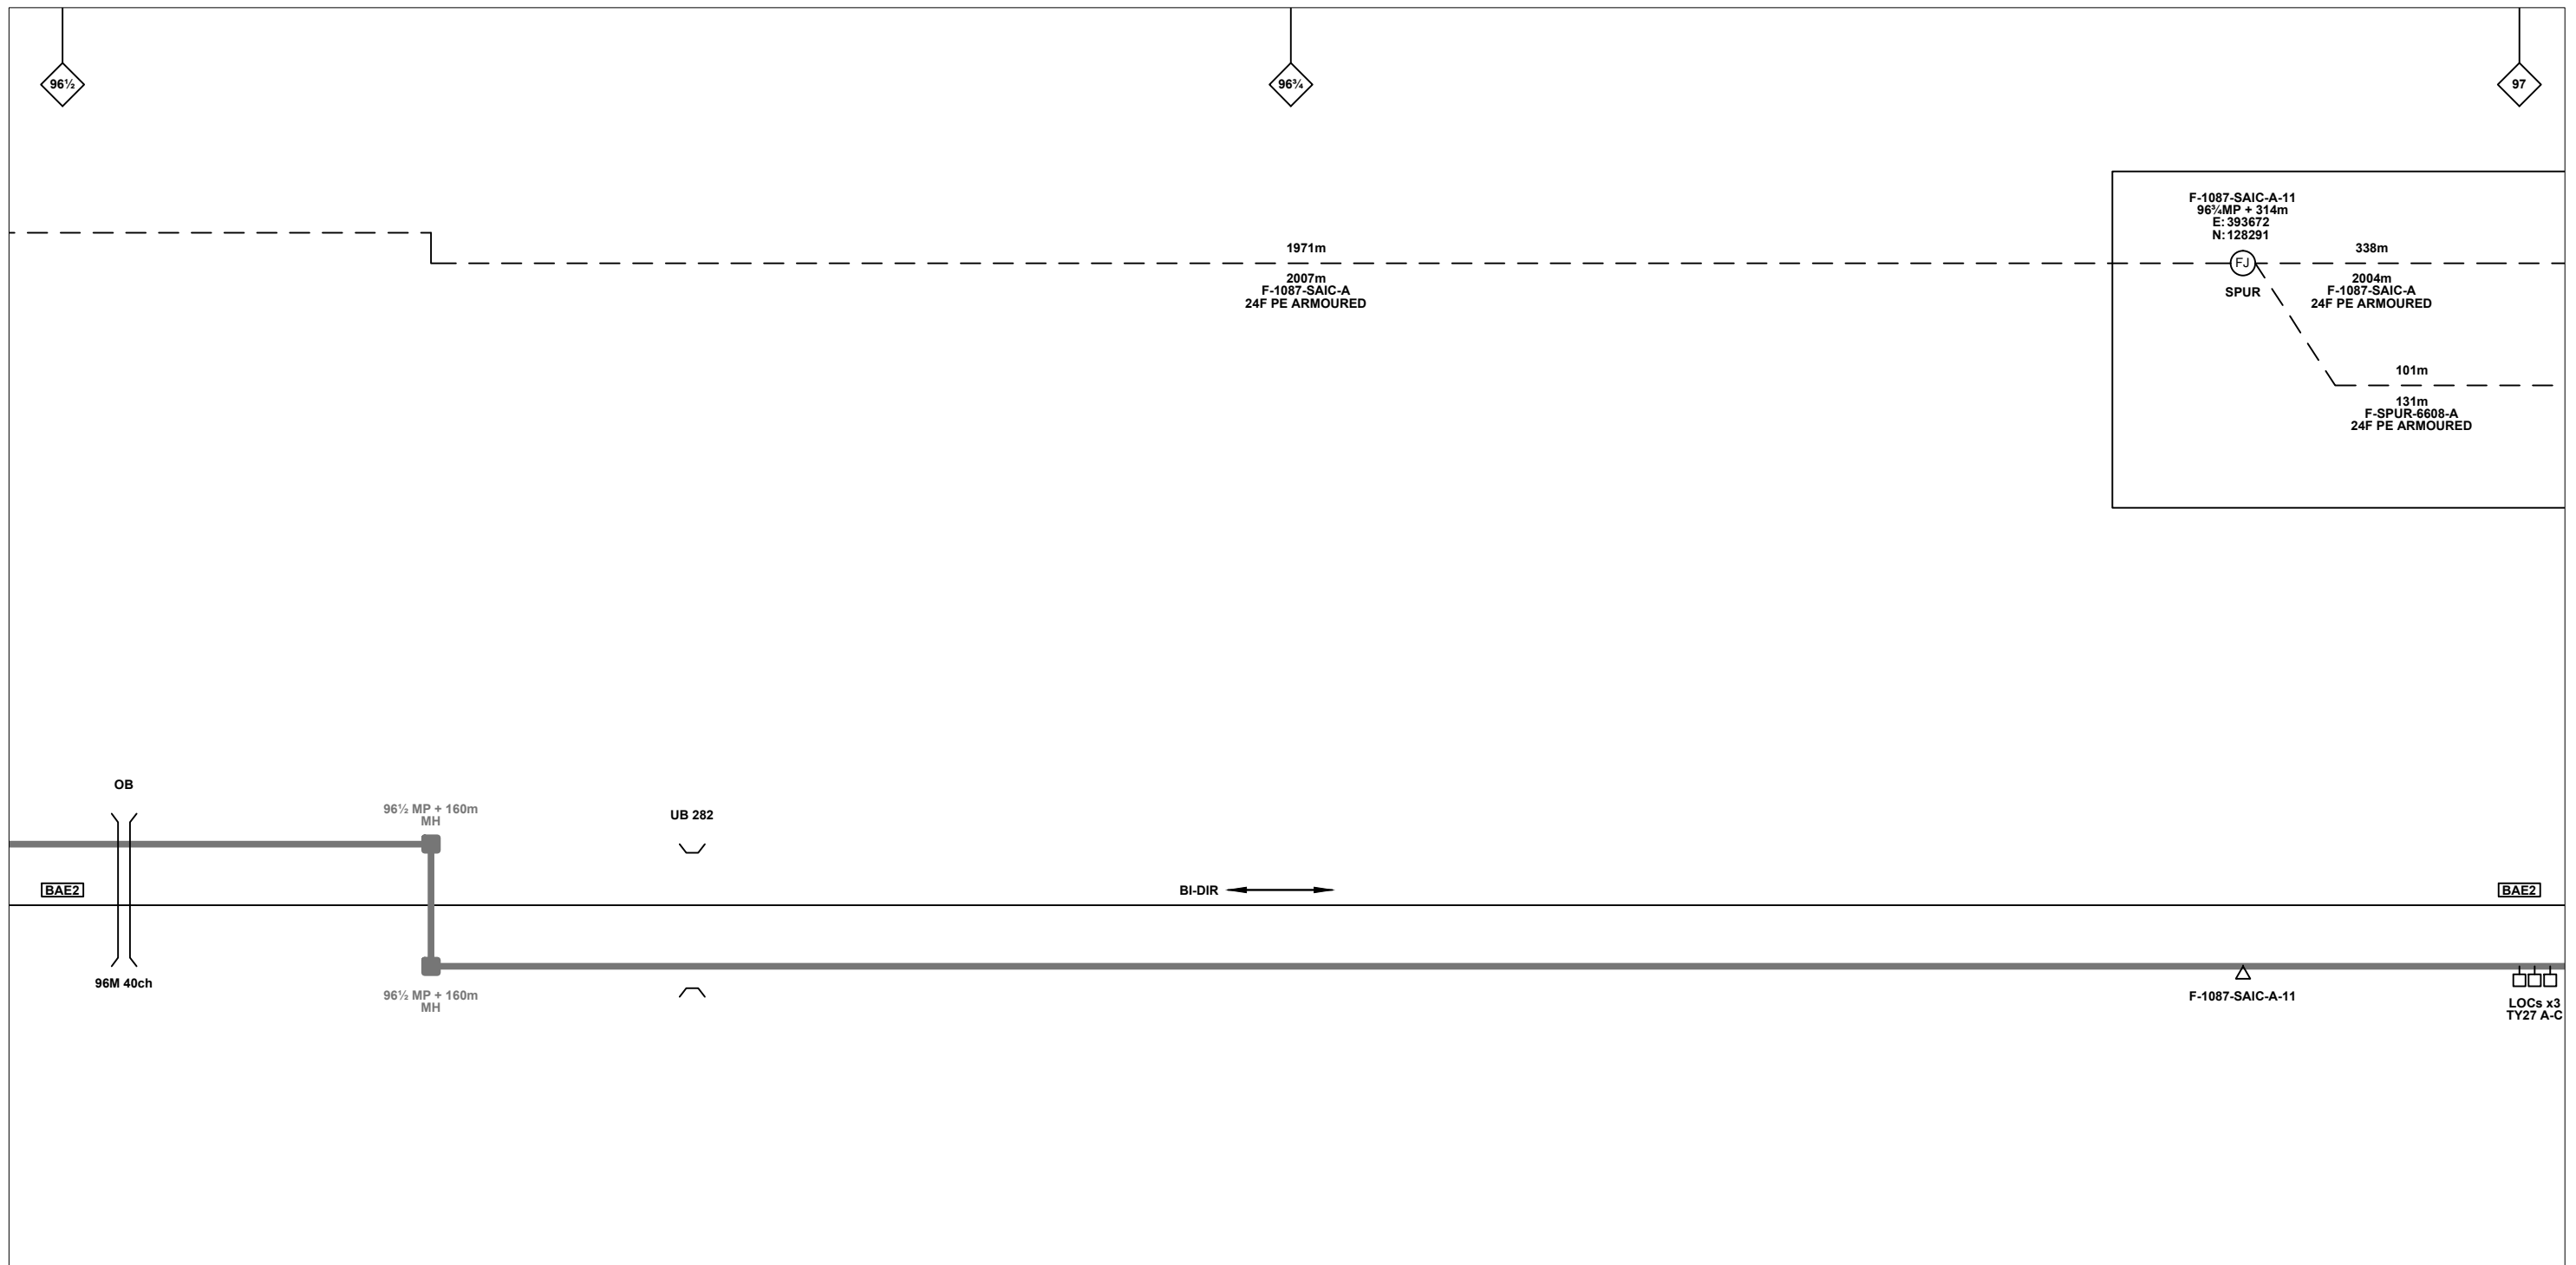 96½
96¾
97
F-1087-SAIC-A-11
96¾MP + 314m
E: 393672
N: 128291
FJ
SPUR
1971m
2007m
F-1087-SAIC-A
24F PE ARMOURED
338m
2004m
F-1087-SAIC-A
24F PE ARMOURED
101m
131m
F-SPUR-6608-A
24F PE ARMOURED
OB
96½ MP + 160m
MH
UB 282
BAE2
BI-DIR
BAE2
96M 40ch
96½ MP + 160m
MH
F-1087-SAIC-A-11
LOCs x3
TY27 A-C